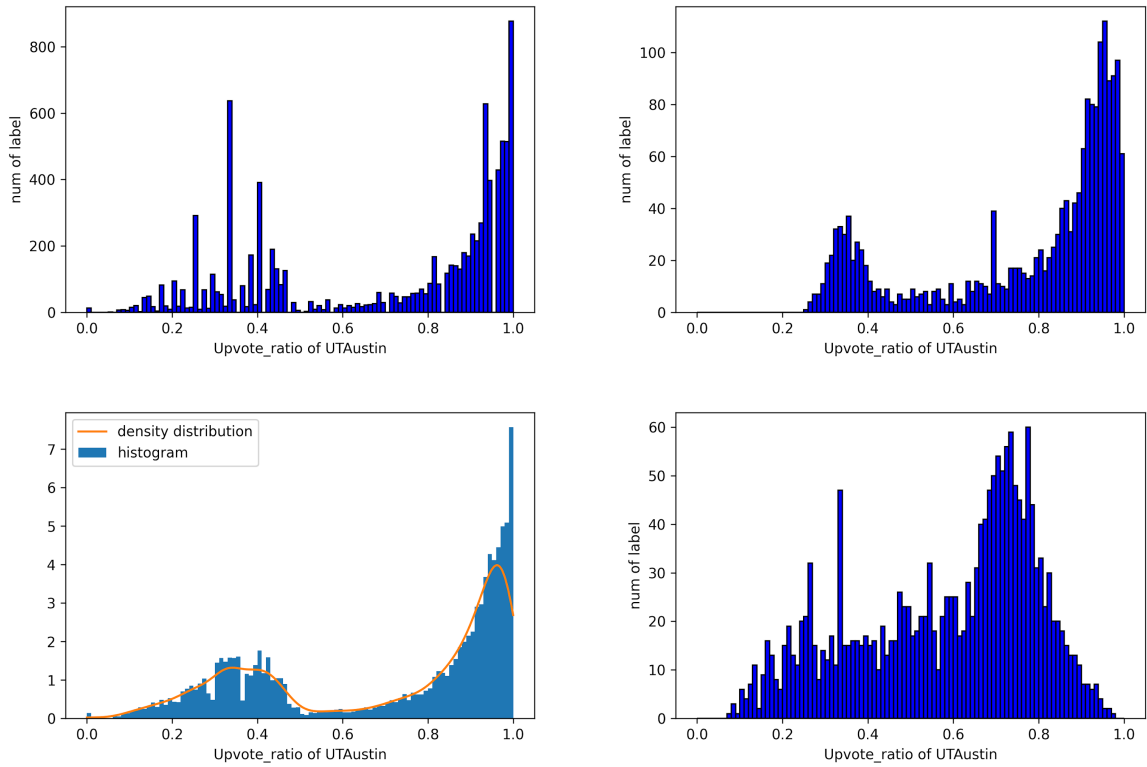 800
600
400
200
0
num of label
0.0 0.2 0.4 0.6 0.8 1.0
Upvote_ratio of UTAustin
100
80
60
40
20
0
num of label
0.0 0.2 0.4 0.6 0.8 1.0
Upvote_ratio of UTAustin
density distribution
histogram
7
6
5
4
3
2
1
0
0.0 0.2 0.4 0.6 0.8 1.0
Upvote_ratio of UTAustin
60
50
40
30
20
10
0
num of label
0.0 0.2 0.4 0.6 0.8 1.0
Upvote_ratio of UTAustin